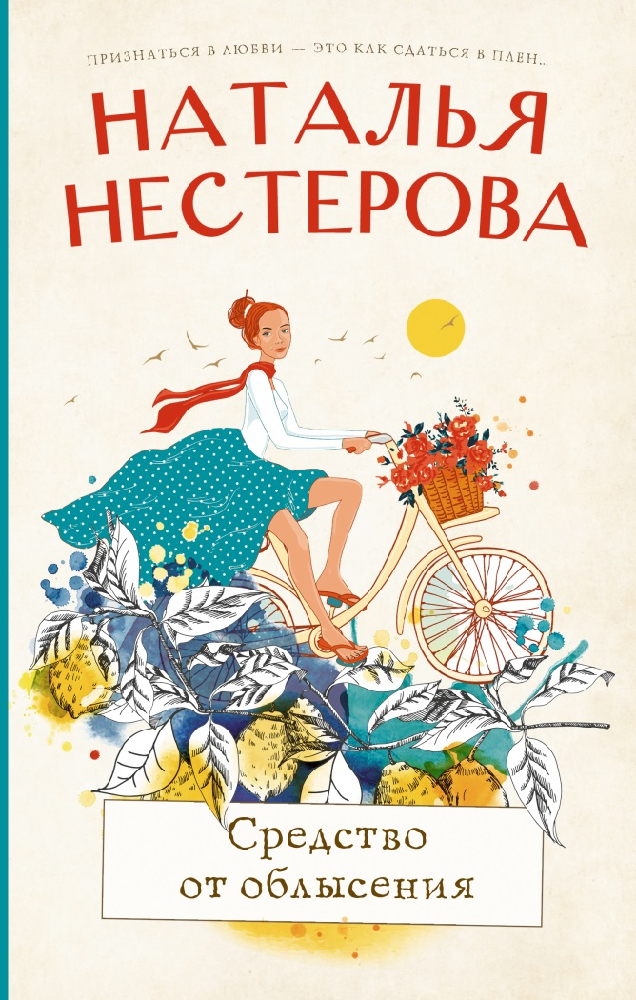 ПРИЗНАТЬСЯ В ЛЮБВИ — ЭТО КАК СДАТЬСЯ В ПЛЕН...
НАТАЛЬЯ
НЕСТЕРОВА
Средство
от облысения